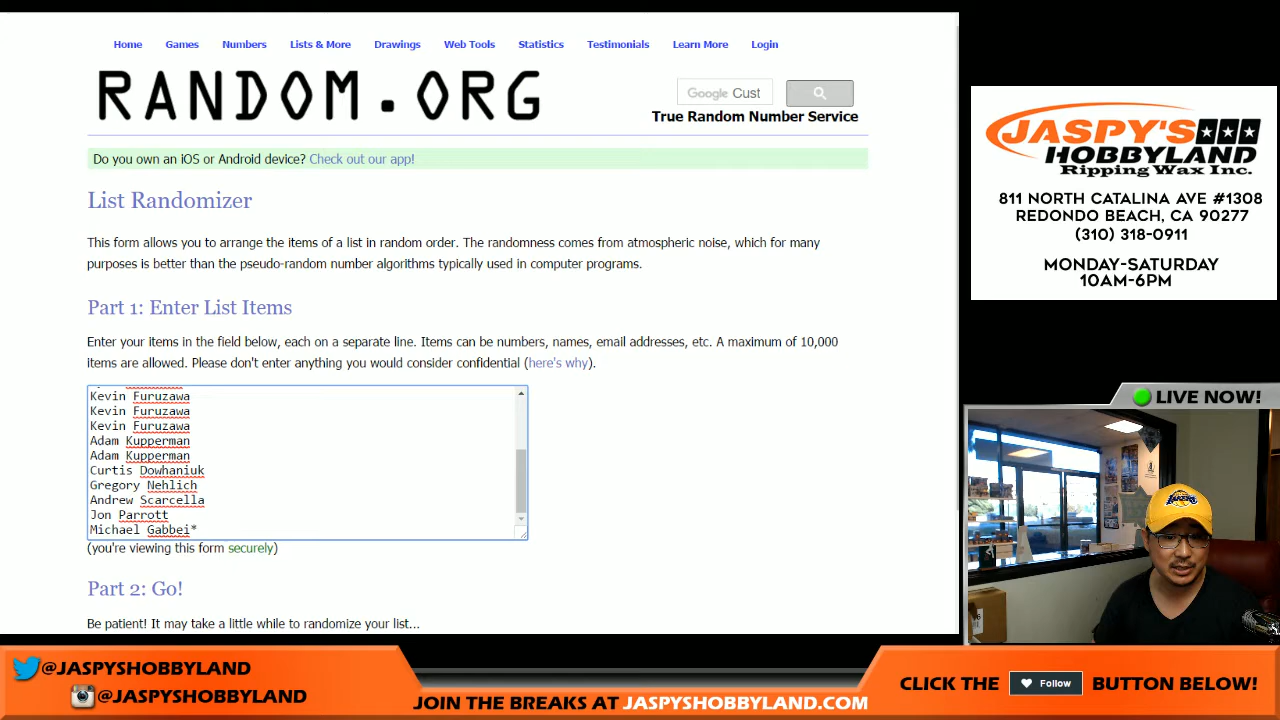 Home Games Numbers Lists & More Drawings Web Tools Statistics Testimonials Learn More Login
RANDOM.ORG
Google Cust
True Random Number Service
Do you own an iOS or Android device? Check out our app!
List Randomizer
This form allows you to arrange the items of a list in random order. The randomness comes from atmospheric noise, which for many
purposes is better than the pseudo-random number algorithms typically used in computer programs.
Part 1: Enter List Items
Enter your items in the field below, each on a separate line. Items can be numbers, names, email addresses, etc. A maximum of 10,000
items are allowed. Please don't enter anything you would consider confidential (here's why).
Kevin Furuzawa
Kevin Furuzawa
Kevin Furuzawa
Adam Kupperman
Adam Kupperman
Curtis Dowhaniuk
Gregory Nehlich
Andrew Scarcella
Jon Parrott
Michael Gabbei*
(you're viewing this form securely)
Part 2: Go!
Be patient! It may take a little while to randomize your list...
JASPY'S
HOBBYLAND
Ripping Wax Inc.
811 NORTH CATALINA AVE #1308
REDONDO BEACH, CA 90277
(310) 318-0911
MONDAY-SATURDAY
10AM-6PM
LIVE NOW!
LAKERS
@JASPYSHOBBYLAND
@JASPYSHOBBYLAND
JOIN THE BREAKS AT JASPYSHOBBYLAND.COM
CLICK THE Follow BUTTON BELOW!